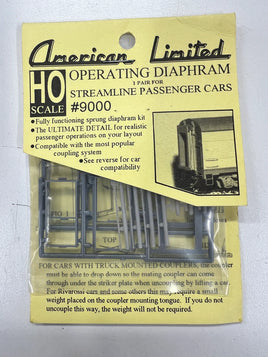 American Limited
HO
SCALE
OPERATING DIAPHRAM
1 PAIR FOR
STREAMLINE PASSENGER CARS
#9000
• Fully functioning sprung diaphram kit
• The ULTIMATE DETAIL for realistic
passenger operations on your layout
• Compatible with the most popular
coupling system
• See reverse for car
compatibility
TOP
FOR CARS WITH TRUCK MOUNTED COUPLERS, the coupler
must be able to drop down so the mating coupler can come
through under the striker plate when uncoupling by lifting a car.
For Rivarossi cars and some others this may require a small
weight placed on the coupler mounting tongue. If you do not
uncouple this way, the weight will not be required.